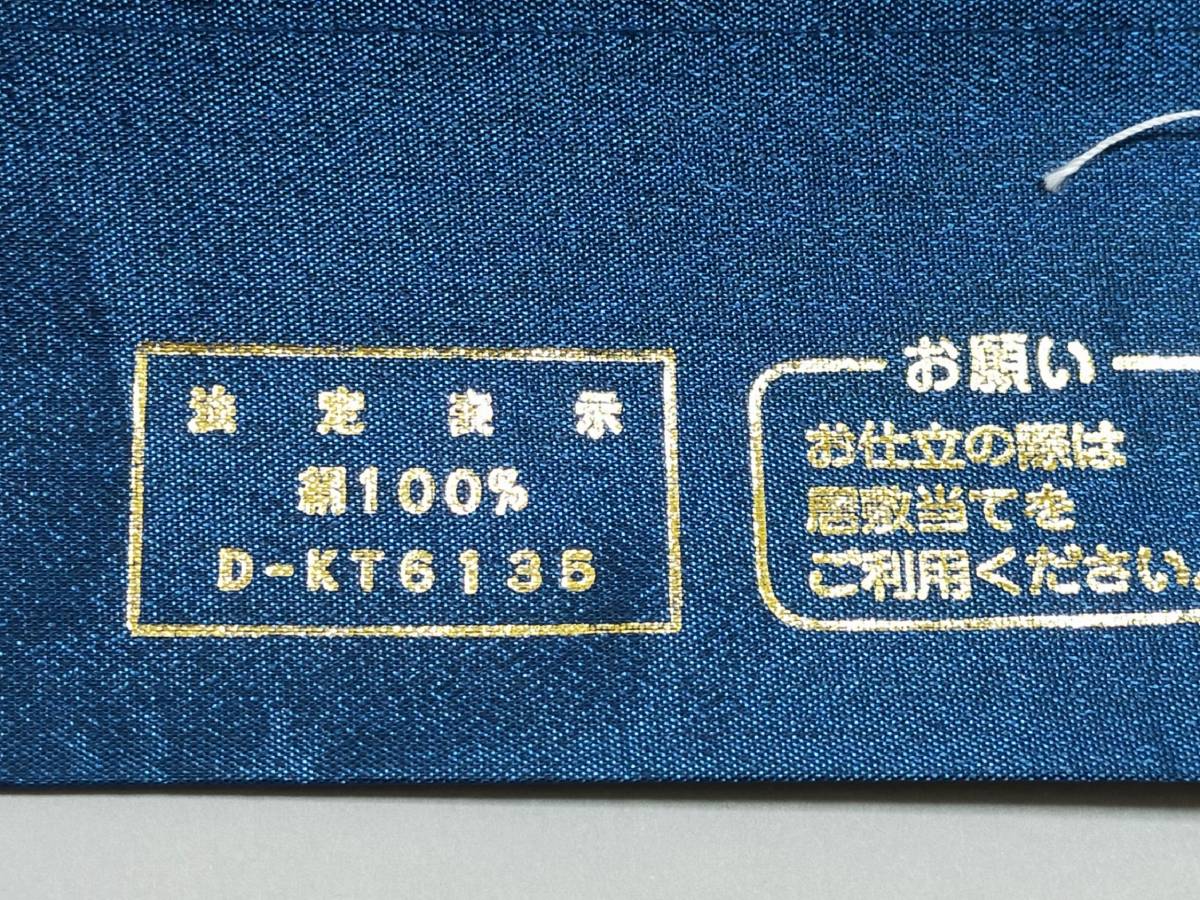 法定表示
絹100%
D-KT6135
お願い
お仕立の際は
居敷当てを
ご利用ください。